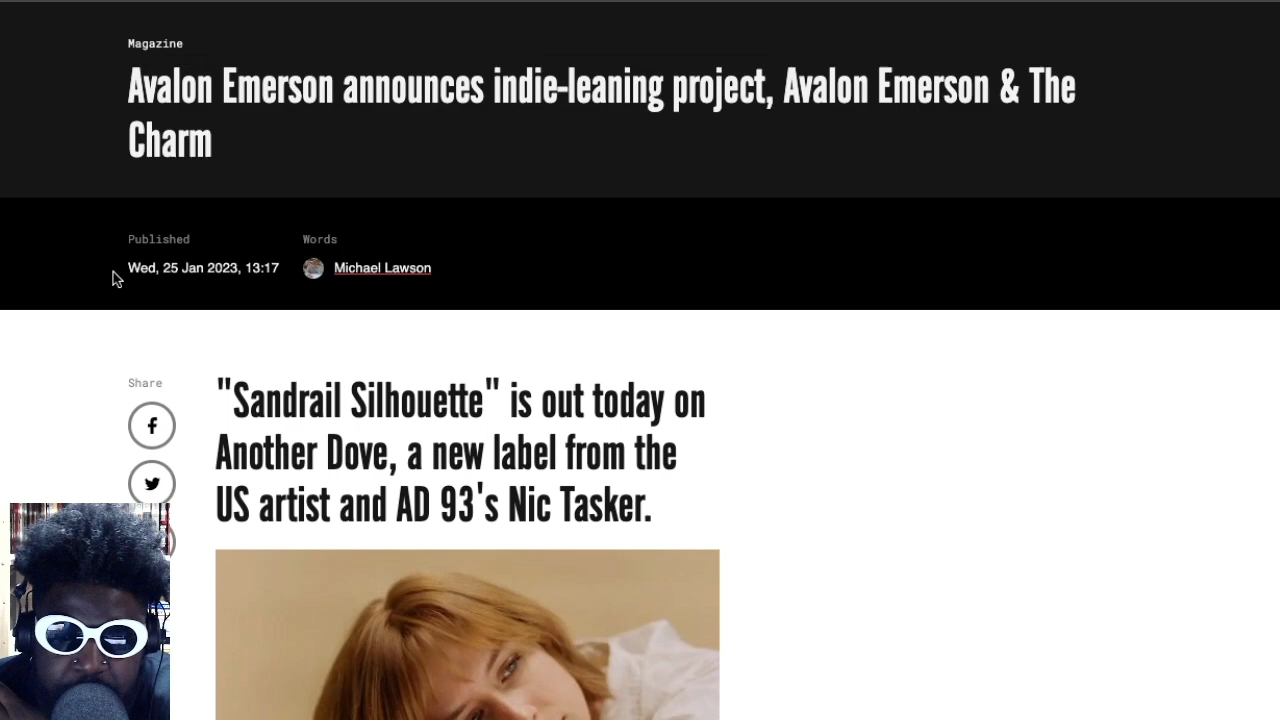 Magazine
Avalon Emerson announces indie-leaning project, Avalon Emerson & The
Charm
Published
Words
Wed, 25 Jan 2023, 13:17
Michael Lawson
Share
"Sandrail Silhouette" is out today on
Another Dove, a new label from the
US artist and AD 93's Nic Tasker.